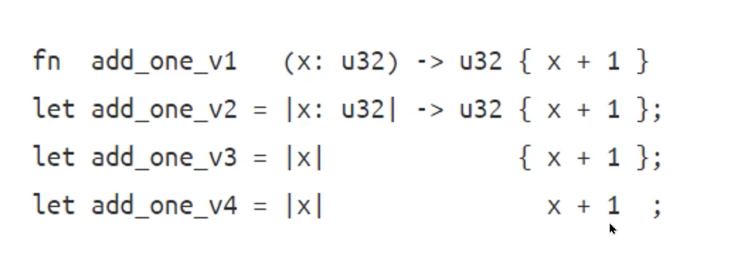 fn  add_one_v1   (x: u32) -> u32 { x + 1 }
let add_one_v2 = |x: u32| -> u32 { x + 1 };
let add_one_v3 = |x|             { x + 1 };
let add_one_v4 = |x|               x + 1  ;